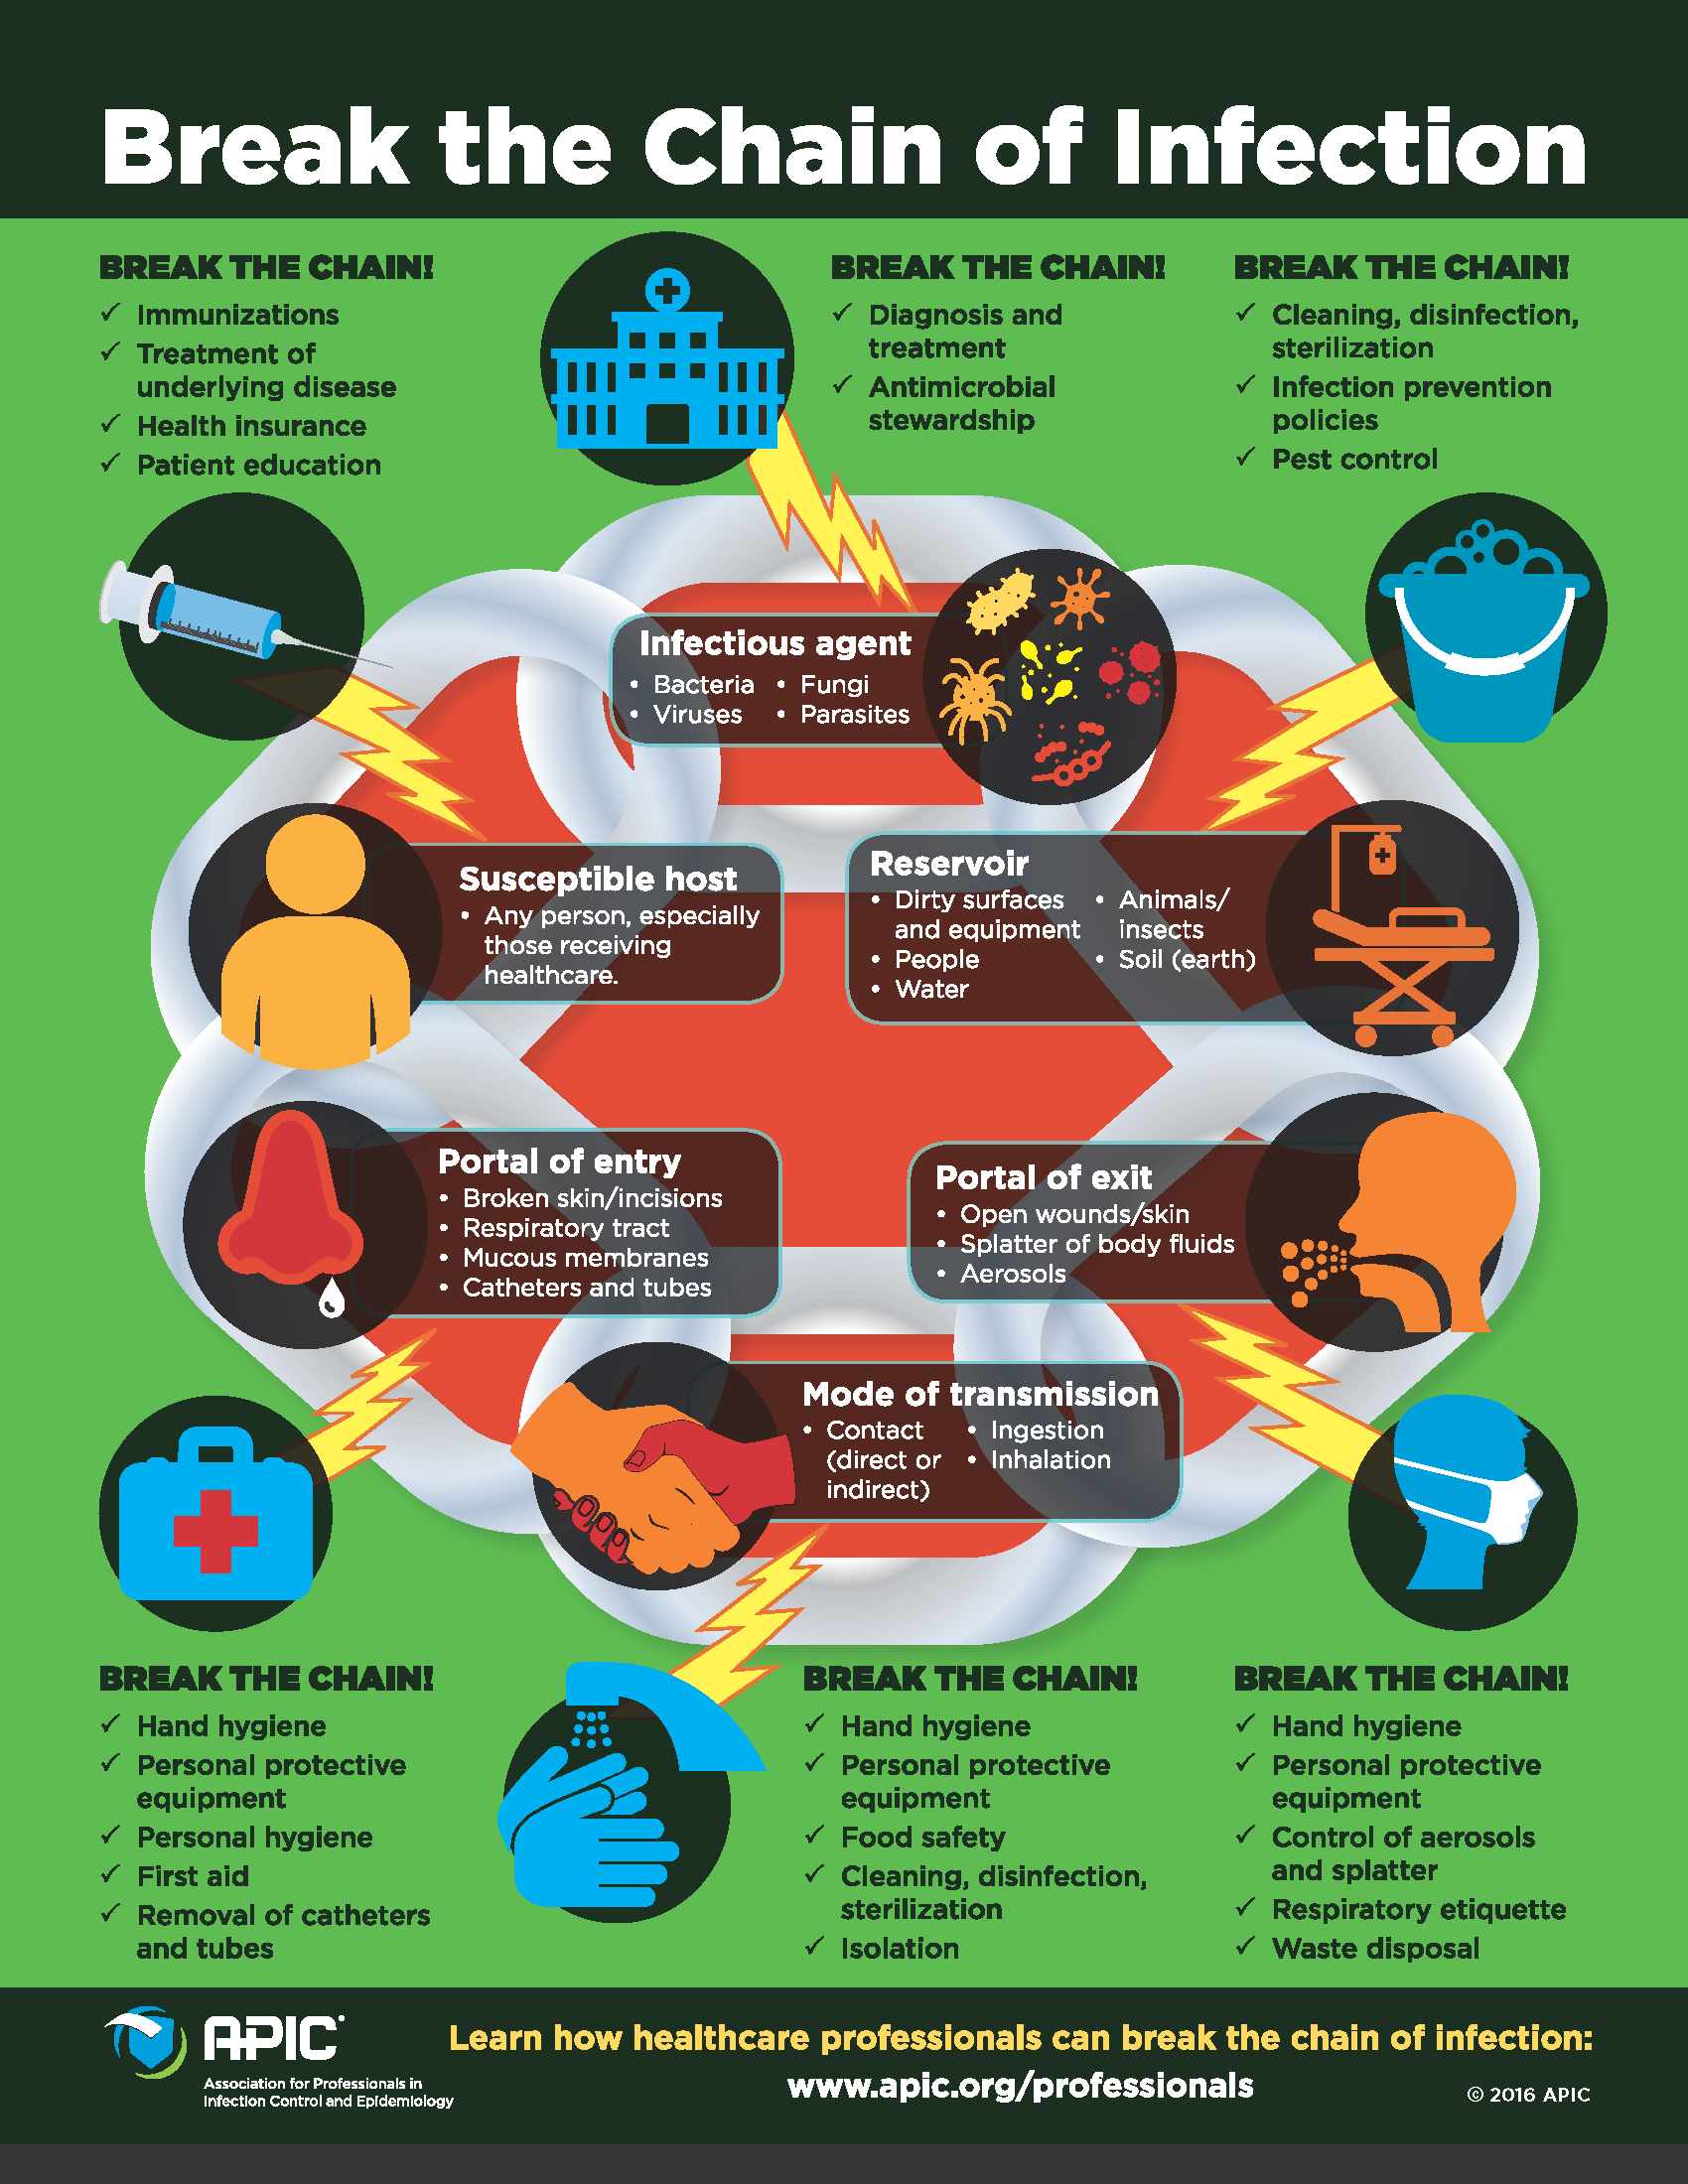 Break the Chain of Infection
BREAK THE CHAIN!
✓ Immunizations
✓ Treatment of
underlying disease
✓ Health insurance
✓ Patient education
BREAK THE CHAIN!
✓ Diagnosis and
treatment
✓ Antimicrobial
stewardship
BREAK THE CHAIN!
✓ Cleaning, disinfection,
sterilization
✓ Infection prevention
policies
✓ Pest control
Infectious agent
• Bacteria • Fungi
• Viruses • Parasites
Susceptible host
• Any person, especially
those receiving
healthcare.
Reservoir
• Dirty surfaces
and equipment
• People
• Water
• Animals/
insects
• Soil (earth)
Portal of entry
• Broken skin/incisions
• Respiratory tract
• Mucous membranes
• Catheters and tubes
Portal of exit
• Open wounds/skin
• Splatter of body fluids
• Aerosols
Mode of transmission
• Contact
(direct or
indirect)
• Ingestion
• Inhalation
BREAK THE CHAIN!
✓ Hand hygiene
✓ Personal protective
equipment
✓ Personal hygiene
✓ First aid
✓ Removal of catheters
and tubes
BREAK THE CHAIN!
✓ Hand hygiene
✓ Personal protective
equipment
✓ Food safety
✓ Cleaning, disinfection,
sterilization
✓ Isolation
BREAK THE CHAIN!
✓ Hand hygiene
✓ Personal protective
equipment
✓ Control of aerosols
and splatter
✓ Respiratory etiquette
✓ Waste disposal
APIC
Association for Professionals in
Infection Control and Epidemiology
Learn how healthcare professionals can break the chain of infection:
www.apic.org/professionals
© 2016 APIC